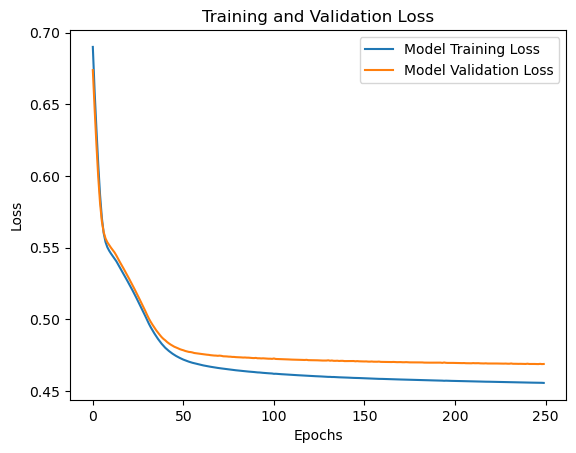 Training and Validation Loss
Model Training Loss
Model Validation Loss
Loss
0.70
0.65
0.60
0.55
0.50
0.45
0
50
100
150
200
250
Epochs